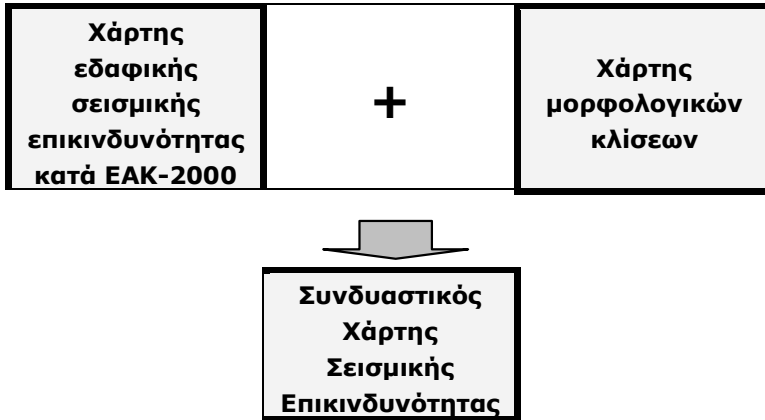 Χάρτης
εδαφικής
σεισμικής
επικινδυνότητας
κατά ΕΑΚ-2000
+
Χάρτης
μορφολογικών
κλίσεων
Συνδυαστικός
Χάρτης
Σεισμικής
Επικινδυνότητας